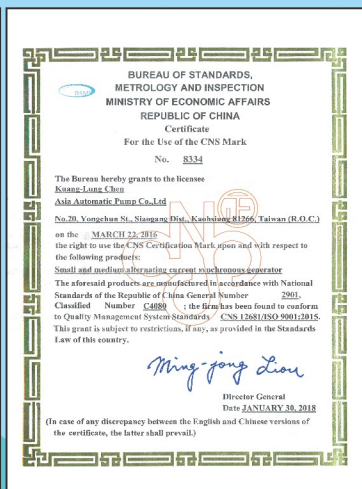 BSMI
BUREAU OF STANDARDS,
METROLOGY AND INSPECTION
MINISTRY OF ECONOMIC AFFAIRS
REPUBLIC OF CHINA
Certificate
For the Use of the CNS Mark
No. 8334
The Bureau hereby grants to the licensee
Kuang-Lung Chen
Asia Automatic Pump Co.,Ltd
No.20, Yongchun St., Siaogang Dist., Kaohsiung 81266, Taiwan (R.O.C.)
on the MARCH 22, 2016
the right to use the CNS Certification Mark upon and with respect to
the following products:
Small and medium alternating current synchronous generator
The aforesaid products are manufactured in accordance with National
Standards of the Republic of China General Number 2901,
Classified Number C4080 ; the firm has been found to conform
to Quality Management System Standards CNS 12681/ISO 9001:2015.
This grant is subject to restrictions, if any, as provided in the Standards
Law of this country.
Ming-jong Liou
Director General
Date JANUARY 30, 2018
(In case of any discrepancy between the English and Chinese versions of
the certificate, the latter shall prevail.)